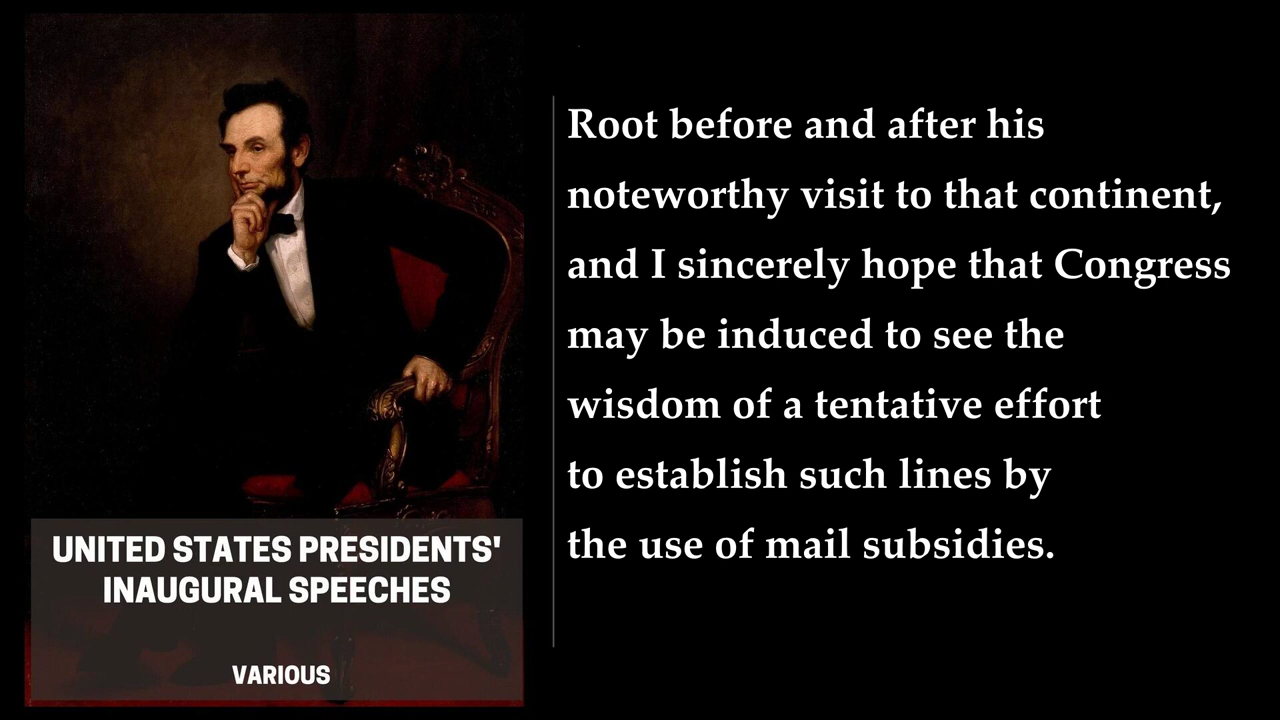 Root before and after his
noteworthy visit to that continent,
and I sincerely hope that Congress
may be induced to see the
wisdom of a tentative effort
to establish such lines by
the use of mail subsidies.
UNITED STATES PRESIDENTS'
INAUGURAL SPEECHES
VARIOUS